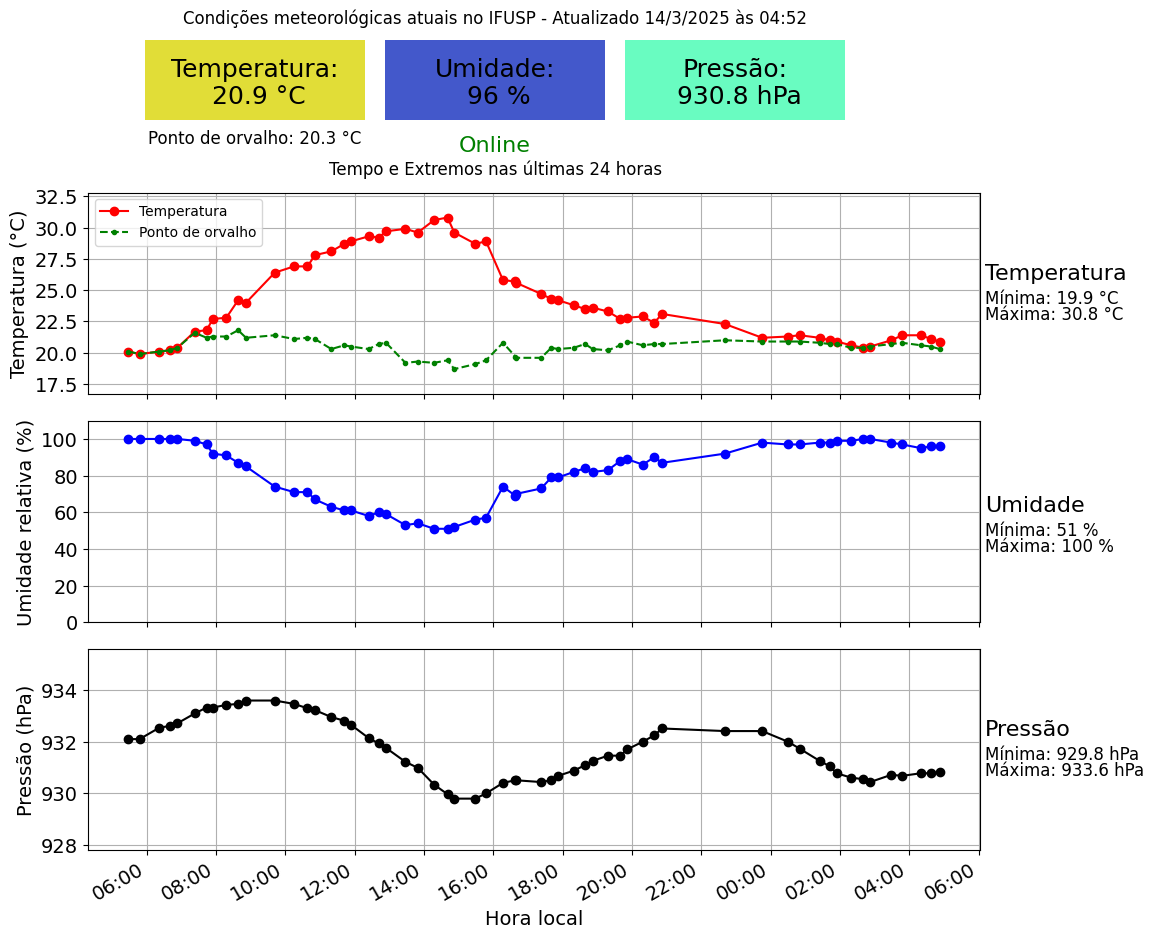 Condições meteorológicas atuais no IFUSP - Atualizado 14/3/2025 às 04:52
Temperatura:
20.9 °C
Umidade:
96 %
Pressão:
930.8 hPa
Ponto de orvalho: 20.3 °C
Online
Tempo e Extremos nas últimas 24 horas
Temperatura (°C)
32.5
30.0
27.5
25.0
22.5
20.0
17.5
Temperatura
Ponto de orvalho
Temperatura
Mínima: 19.9 °C
Máxima: 30.8 °C
Umidade relativa (%)
100
80
60
40
20
0
Umidade
Mínima: 51 %
Máxima: 100 %
Pressão (hPa)
934
932
930
928
Pressão
Mínima: 929.8 hPa
Máxima: 933.6 hPa
06:00 08:00 10:00 12:00 14:00 16:00 18:00 20:00 22:00 00:00 02:00 04:00 06:00
Hora local